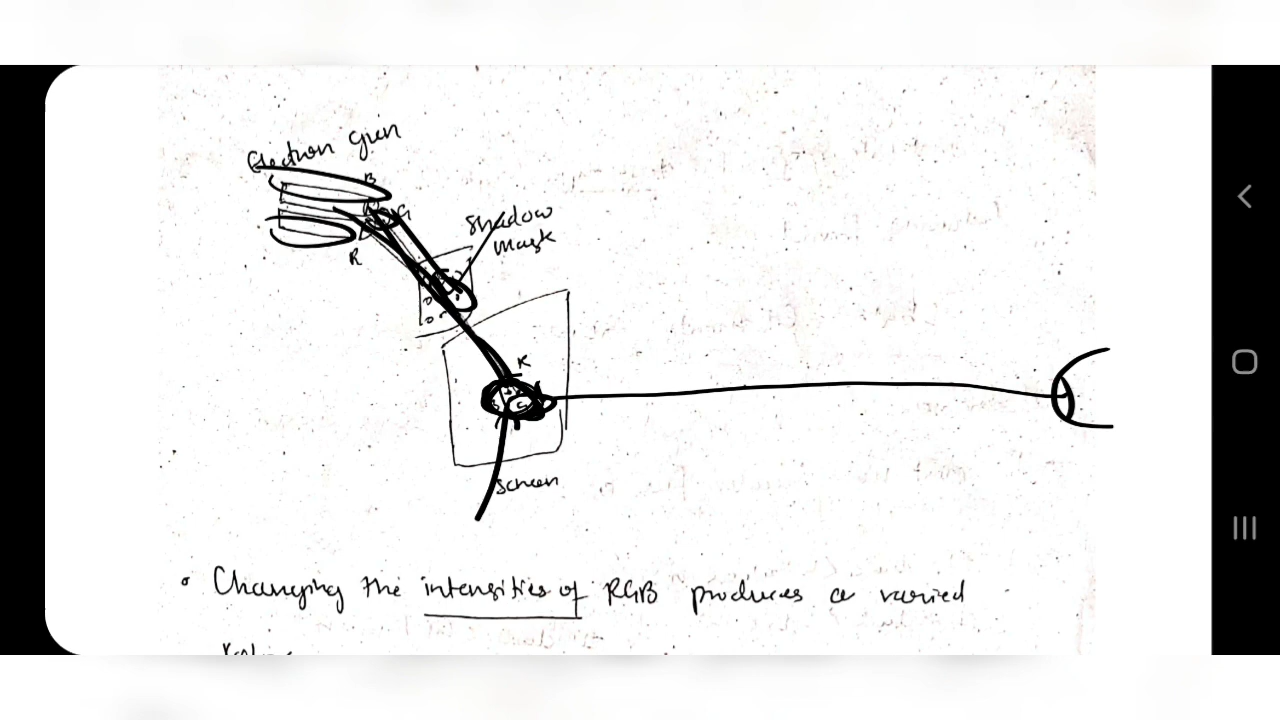 Electron Gun
B
G
Shadow
Mask
R
R
G
Screen
• Changing the intensities of RGB produces a varied